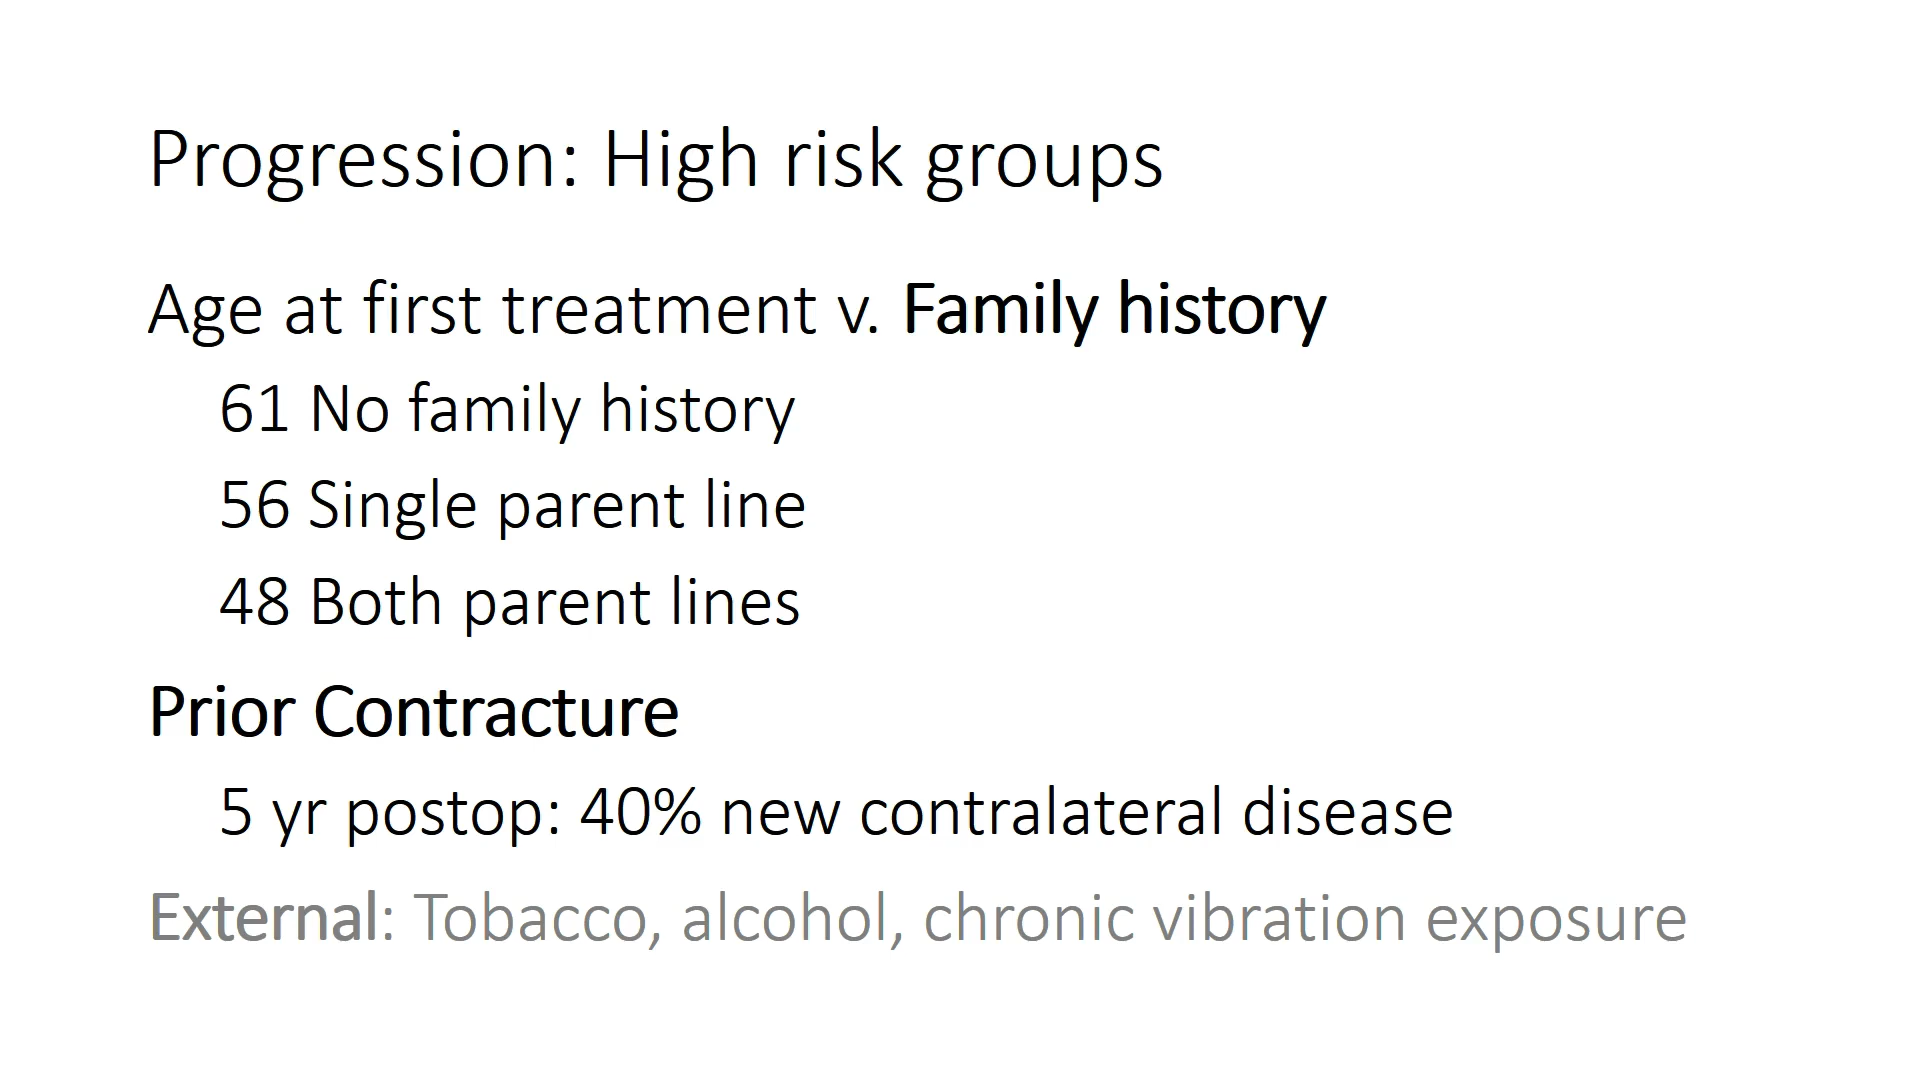 Progression: High risk groups
Age at first treatment v. Family history
61 No family history
56 Single parent line
48 Both parent lines
Prior Contracture
5 yr postop: 40% new contralateral disease
External: Tobacco, alcohol, chronic vibration exposure